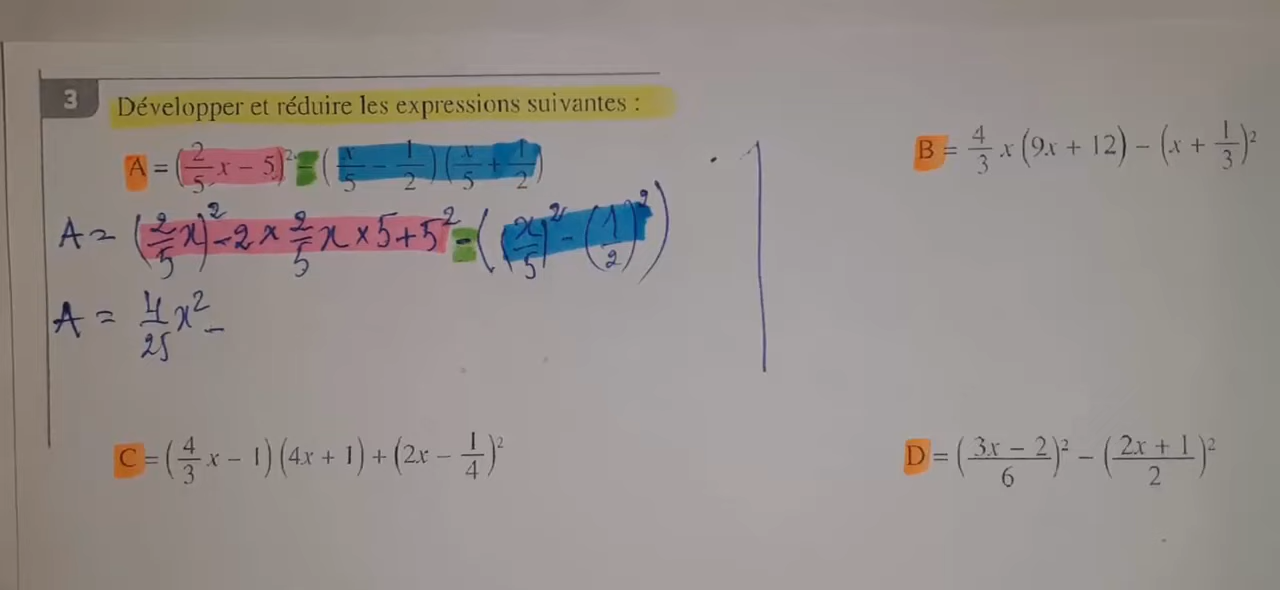 3 Développer et réduire les expressions suivantes :
A = (2/5 x − 5)² − (x/5 − 1/2)(x/5 + 1/2)
B = 4/3 x (9x + 12) − (x + 1/3)²
A = (2/5 x)² − 2 × 2/5 x × 5 + 5² − ((x/5)² − (1/2)²)
A = 4/25 x² −
C = (4/3 x − 1)(4x + 1) + (2x − 1/4)²
D = ((3x − 2)/6)² − ((2x + 1)/2)²